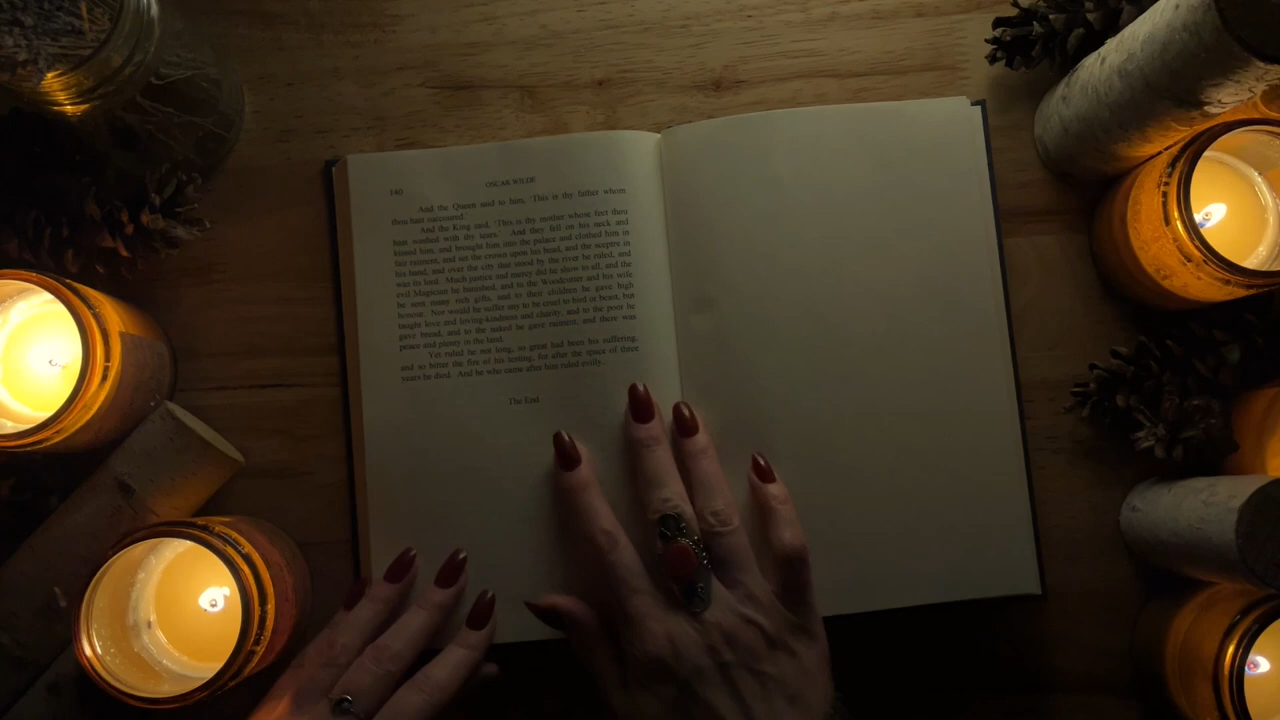 140
OSCAR WILDE
And the Queen said to him, 'This is thy father whom
thou hast succoured.'
And the King said, 'This is thy mother whose feet thou
hast washed with thy tears.' And they fell on his neck and
kissed him, and brought him into the palace and clothed him in
fair raiment, and set the crown upon his head, and the sceptre in
his hand, and over the city that stood by the river he ruled, and
was its lord. Much justice and mercy did he show to all, and the
evil Magician he banished, and to the Woodcutter and his wife
he sent many rich gifts, and to their children he gave high
honour. Nor would he suffer any to be cruel to bird or beast, but
taught love and loving-kindness and charity, and to the poor he
gave bread, and to the naked he gave raiment, and there was
peace and plenty in the land.
Yet ruled he not long, so great had been his suffering,
and so bitter the fire of his testing, for after the space of three
years he died. And he who came after him ruled evilly.
The End